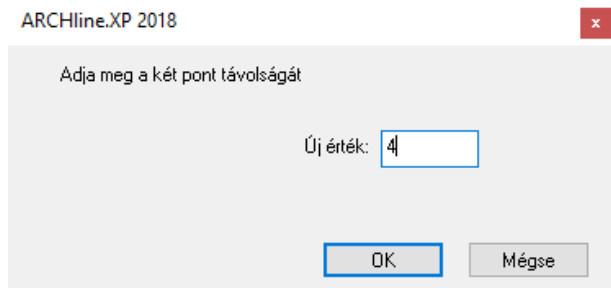 ARCHline.XP 2018
x
Adja meg a két pont távolságát
Új érték: 4
OK Mégse